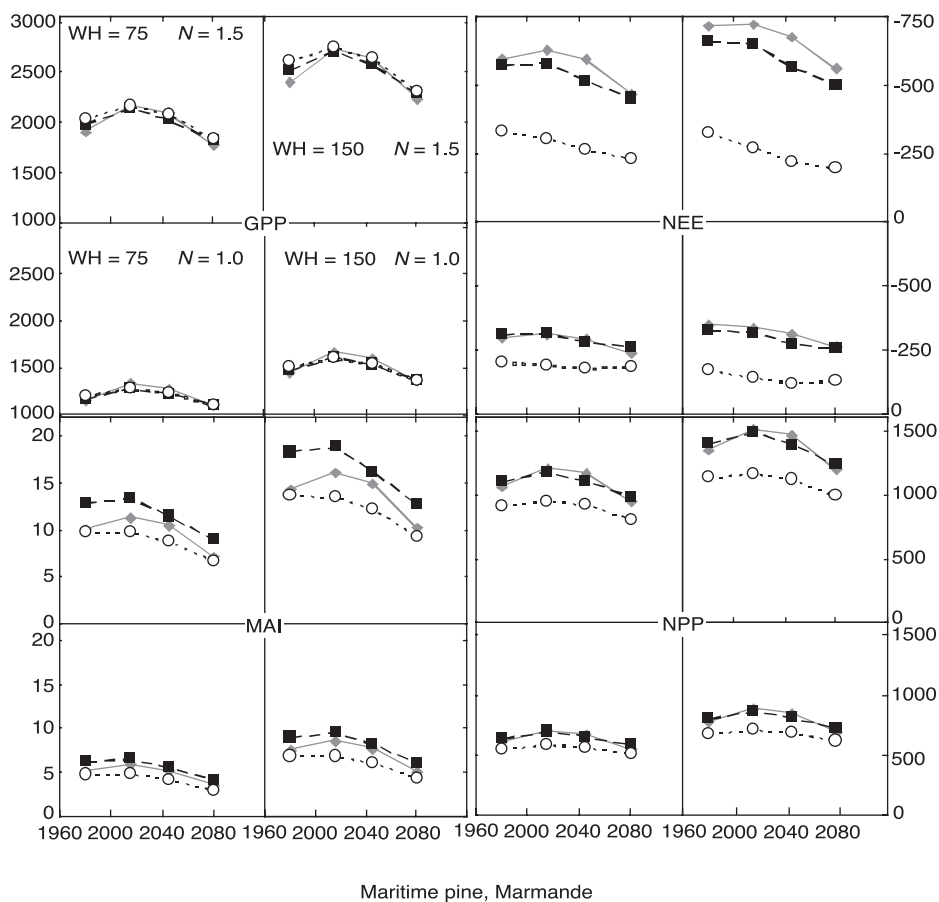 3000
2500
2000
1500
1000
WH = 75 N = 1.5
WH = 150 N = 1.5
GPP
2500
2000
1500
1000
WH = 75 N = 1.0
WH = 150 N = 1.0
-750
-500
-250
0
NEE
-500
-250
0
20
15
10
5
0
MAI
20
15
10
5
0
1500
1000
500
0
NPP
1500
1000
500
0
1960 2000 2040 2080
1960 2000 2040 2080
1960 2000 2040 2080
1960 2000 2040 2080
Maritime pine, Marmande